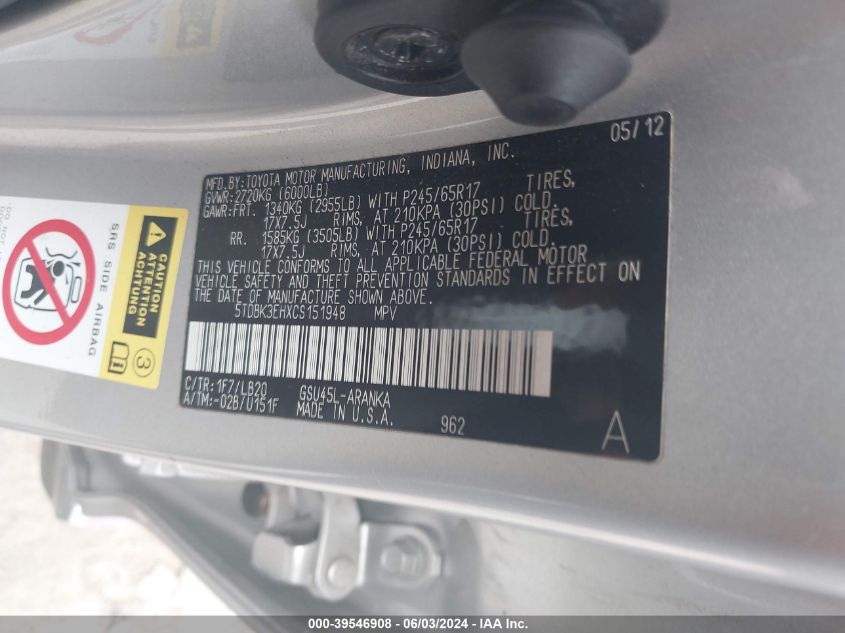 05/12
MFD.BY:TOYOTA MOTOR MANUFACTURING, INDIANA, INC.
GVWR:2720KG (6000LB)
GAWR:FRT. 1340KG (2955LB) WITH P245/65R17 TIRES,
17X7.5J RIMS, AT 210KPA (30PSI) COLD.
RR. 1585KG (3505LB) WITH P245/65R17 TIRES,
17X7.5J RIMS, AT 210KPA (30PSI) COLD.
THIS VEHICLE CONFORMS TO ALL APPLICABLE FEDERAL MOTOR
VEHICLE SAFETY AND THEFT PREVENTION STANDARDS IN EFFECT ON
THE DATE OF MANUFACTURE SHOWN ABOVE.
5TDBK3EHXCS151948 MPV
C/TR:1F7/LB20 GSU45L-ARANKA
A/TM:-02B/U151F MADE IN U.S.A.
962
A
CAUTION
ATTENTION
SRS SIDE AIRBAG
3
000-39546908 - 06/03/2024 - IAA Inc.